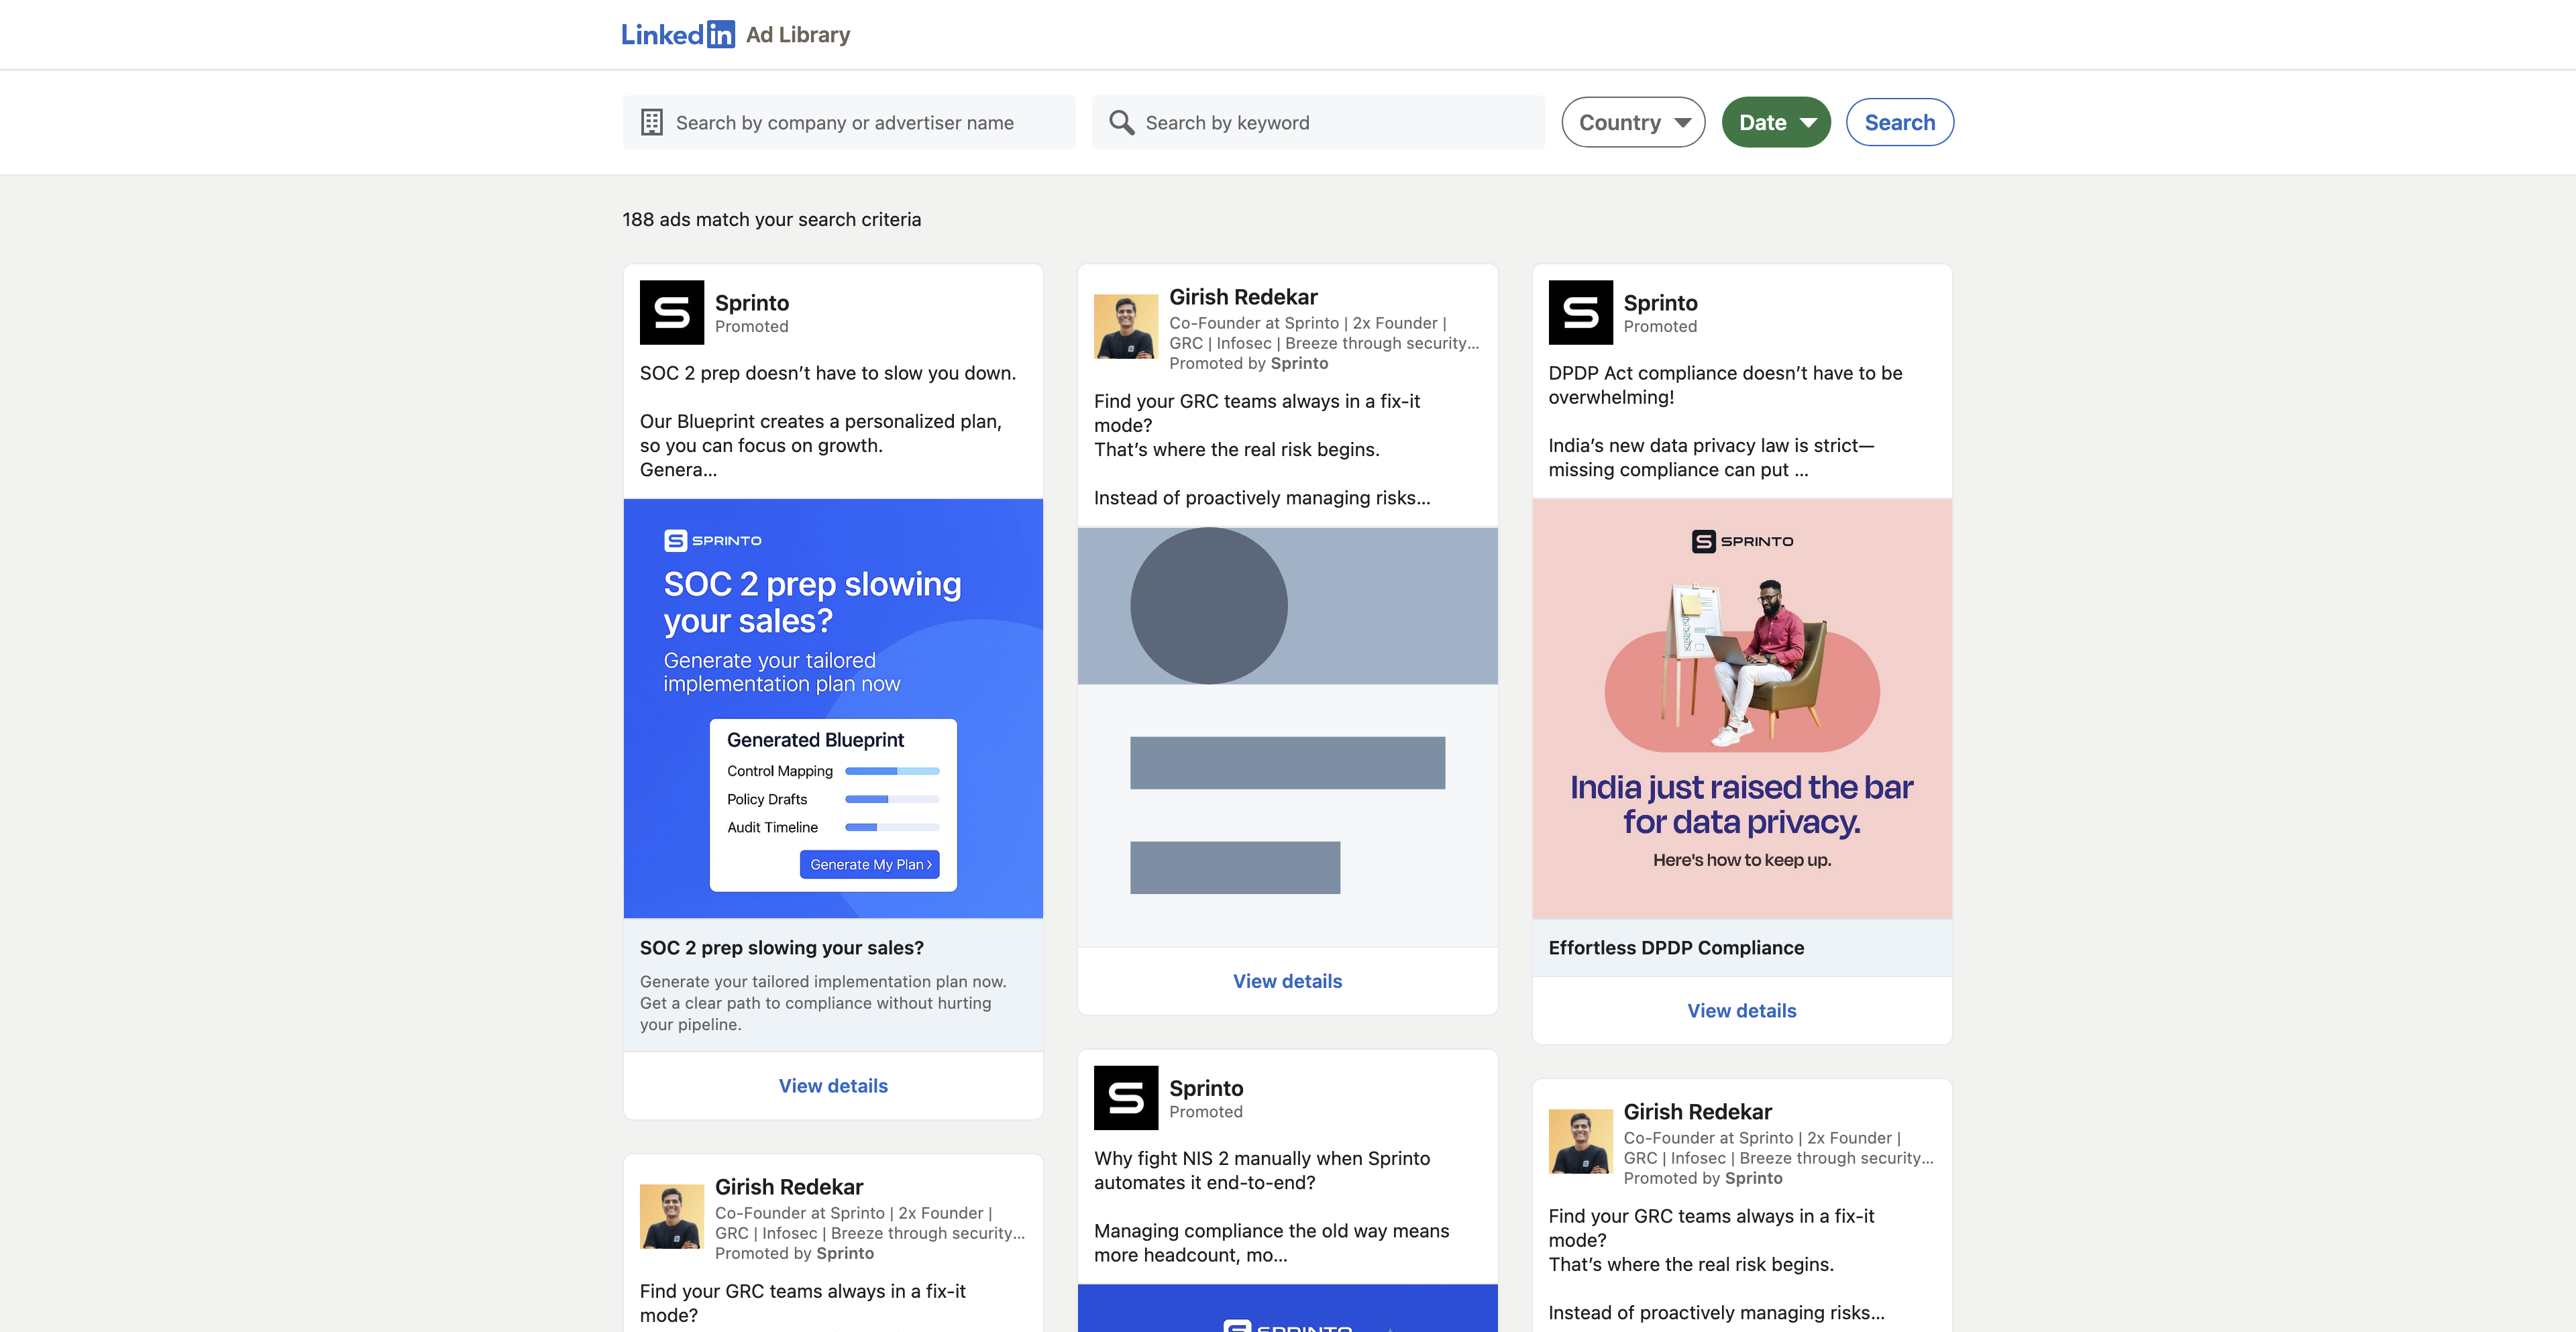 LinkedIn Ad Library
Search by company or advertiser name
Search by keyword
Country
Date
Search
188 ads match your search criteria
Sprinto
Promoted
SOC 2 prep doesn’t have to slow you down.
Our Blueprint creates a personalized plan,
so you can focus on growth.
Genera...
SPRINTO
SOC 2 prep slowing
your sales?
Generate your tailored
implementation plan now
Generated Blueprint
Control Mapping
Policy Drafts
Audit Timeline
Generate My Plan >
SOC 2 prep slowing your sales?
Generate your tailored implementation plan now.
Get a clear path to compliance without hurting
your pipeline.
View details
Girish Redekar
Co-Founder at Sprinto | 2x Founder |
GRC | Infosec | Breeze through security...
Promoted by Sprinto
Find your GRC teams always in a fix-it
mode?
Girish Redekar
Co-Founder at Sprinto | 2x Founder |
GRC | Infosec | Breeze through security...
Promoted by Sprinto
Find your GRC teams always in a fix-it
mode?
That’s where the real risk begins.
Instead of proactively managing risks...
View details
Sprinto
Promoted
Why fight NIS 2 manually when Sprinto
automates it end-to-end?
Managing compliance the old way means
more headcount, mo...
SPRINTO
Sprinto
Promoted
DPDP Act compliance doesn’t have to be
overwhelming!
India’s new data privacy law is strict—
missing compliance can put ...
SPRINTO
India just raised the bar
for data privacy.
Here's how to keep up.
Effortless DPDP Compliance
View details
Girish Redekar
Co-Founder at Sprinto | 2x Founder |
GRC | Infosec | Breeze through security...
Promoted by Sprinto
Find your GRC teams always in a fix-it
mode?
That’s where the real risk begins.
Instead of proactively managing risks...